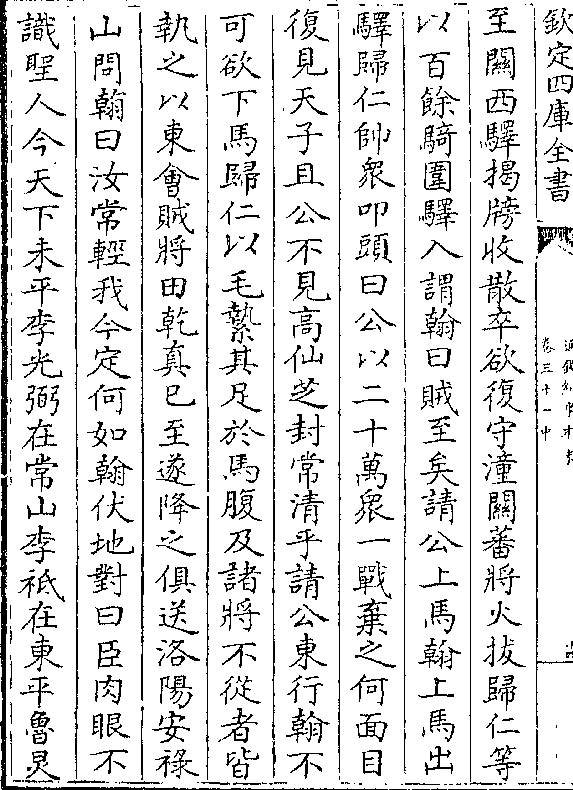 欽定四庫全書
卷三十一中
至關西驛揭牓收散卒欲復守潼關蕃將火拔歸仁等
以百餘騎圍驛入謂翰曰賊至矣請公上馬翰上馬出
驛歸仁帥衆叩頭曰公以二十萬衆一戰棄之何面目
復見天子且公不見髙仙芝封常清乎請公東行翰不
可欲下馬歸仁以毛縶其足於馬腹及諸將不從者皆
執之以東會賊將田乾真已至遂降之俱送洛陽安祿
山問翰曰汝常輕我今定何如翰伏地對曰臣肉眼不
識聖人今天下未平李光弼在常山李祗在東平魯炅